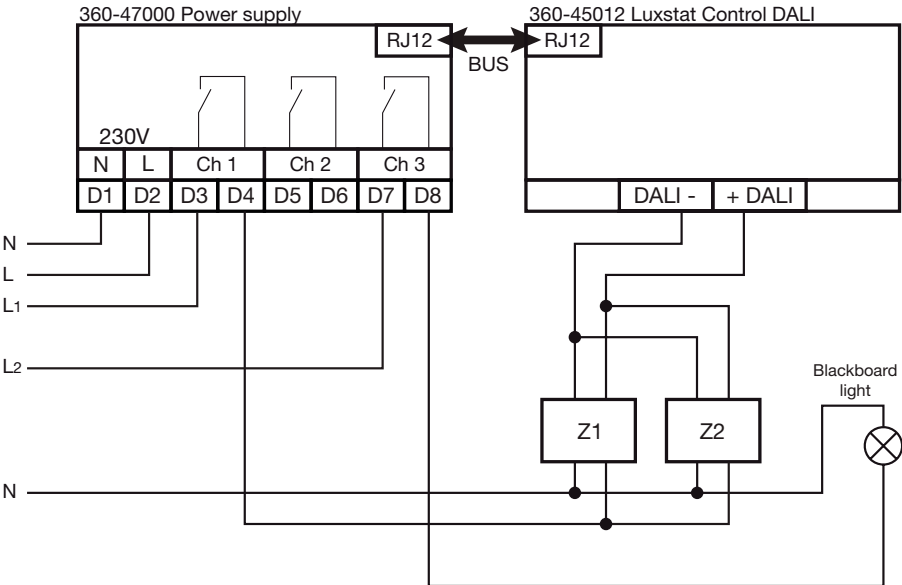 360-47000 Power supply
360-45012 Luxstat Control DALI
RJ12
RJ12
BUS
230V
N L Ch 1 Ch 2 Ch 3
D1 D2 D3 D4 D5 D6 D7 D8
DALI - + DALI
N
L
L1
L2
Blackboard
light
Z1
Z2
N